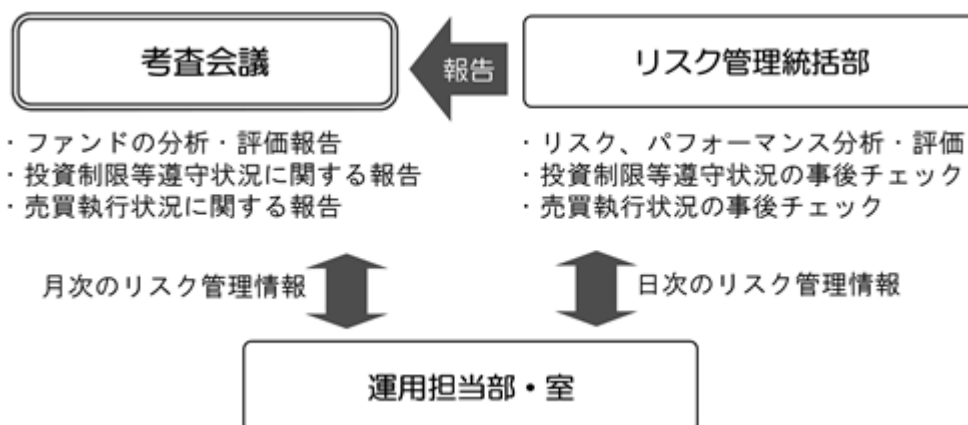 考査会議
報告
リスク管理統括部
・ファンドの分析・評価報告
・投資制限等遵守状況に関する報告
・売買執行状況に関する報告
・リスク、パフォーマンス分析・評価
・投資制限等遵守状況の事後チェック
・売買執行状況の事後チェック
月次のリスク管理情報
日次のリスク管理情報
運用担当部・室